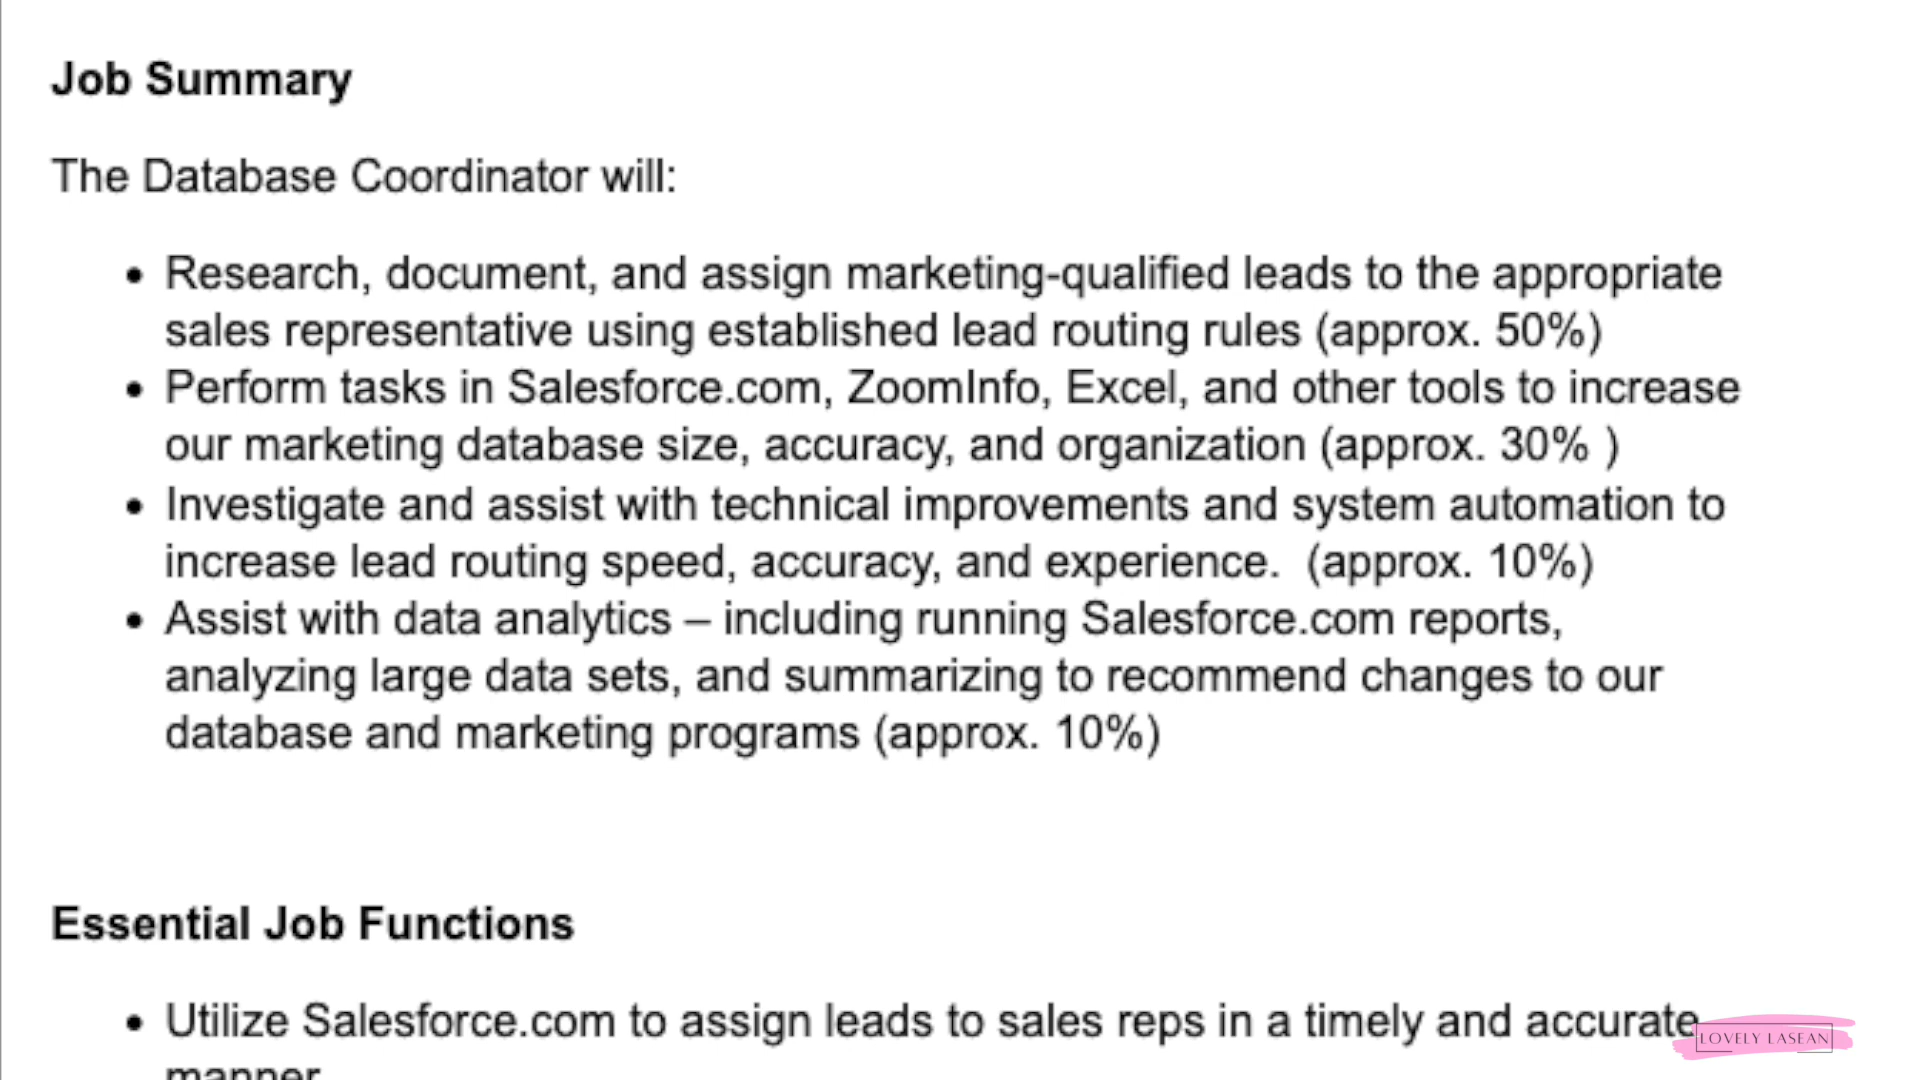 Job Summary
The Database Coordinator will:
• Research, document, and assign marketing-qualified leads to the appropriate
sales representative using established lead routing rules (approx. 50%)
• Perform tasks in Salesforce.com, ZoomInfo, Excel, and other tools to increase
our marketing database size, accuracy, and organization (approx. 30% )
• Investigate and assist with technical improvements and system automation to
increase lead routing speed, accuracy, and experience.  (approx. 10%)
• Assist with data analytics – including running Salesforce.com reports,
analyzing large data sets, and summarizing to recommend changes to our
database and marketing programs (approx. 10%)
Essential Job Functions
• Utilize Salesforce.com to assign leads to sales reps in a timely and accurate
manner
LOVELY LASEAN